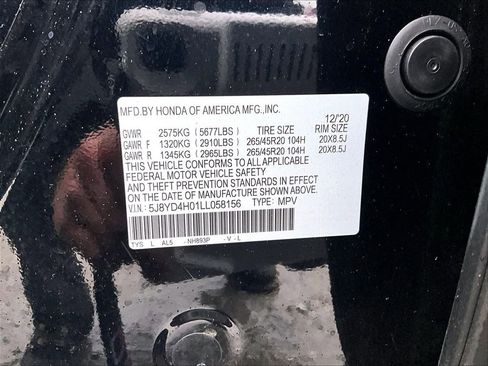 MFD.BY HONDA OF AMERICA MFG.,INC.
12/20
GVWR 2575KG ( 5677LBS ) TIRE SIZE RIM SIZE
GAWR F 1320KG ( 2910LBS ) 265/45R20 104H 20X8.5J
GAWR R 1345KG ( 2965LBS ) 265/45R20 104H 20X8.5J
THIS VEHICLE CONFORMS TO ALL APPLICABLE
FEDERAL MOTOR VEHICLE SAFETY
AND THEFT PREVENTION STANDARDS IN EFFECT
ON THE DATE OF MANUFACTURE SHOWN ABOVE.
V.I.N: 5J8YD4H01LL058156 TYPE: MPV
TYS L AL5 -NH893P -V-L